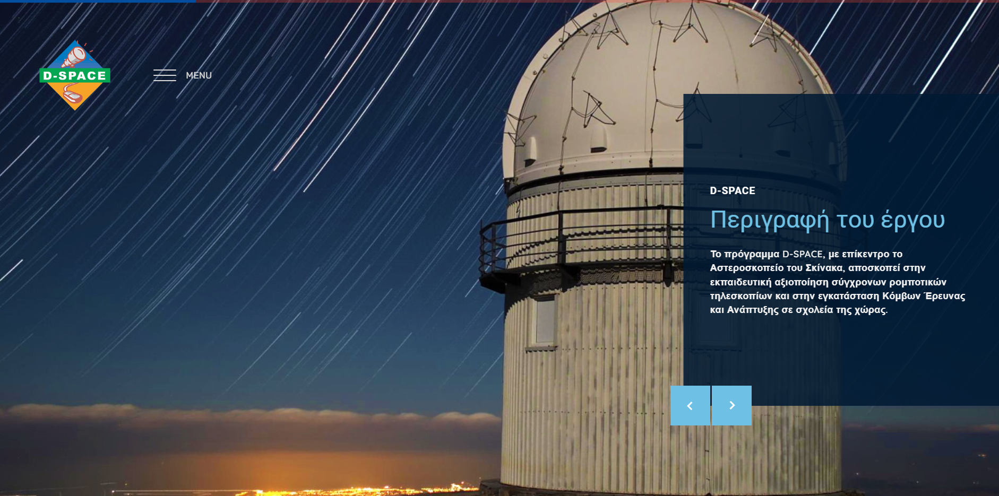 D-SPACE
MENU
D-SPACE
Περιγραφή του έργου
Το πρόγραμμα D-SPACE, με επίκεντρο το
Αστεροσκοπείο του Σκίνακα, αποσκοπεί στην
εκπαιδευτική αξιοποίηση σύγχρονων ρομποτικών
τηλεσκοπίων και στην εγκατάσταση Κόμβων Έρευνας
και Ανάπτυξης σε σχολεία της χώρας.